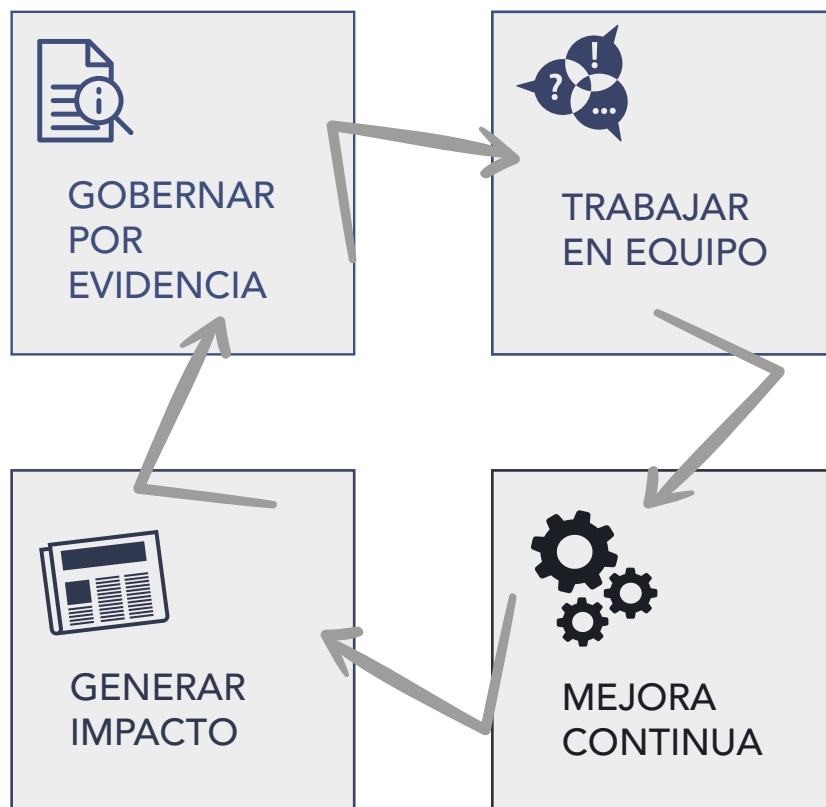 GOBERNAR
POR
EVIDENCIA
TRABAJAR
EN EQUIPO
GENERAR
IMPACTO
MEJORA
CONTINUA